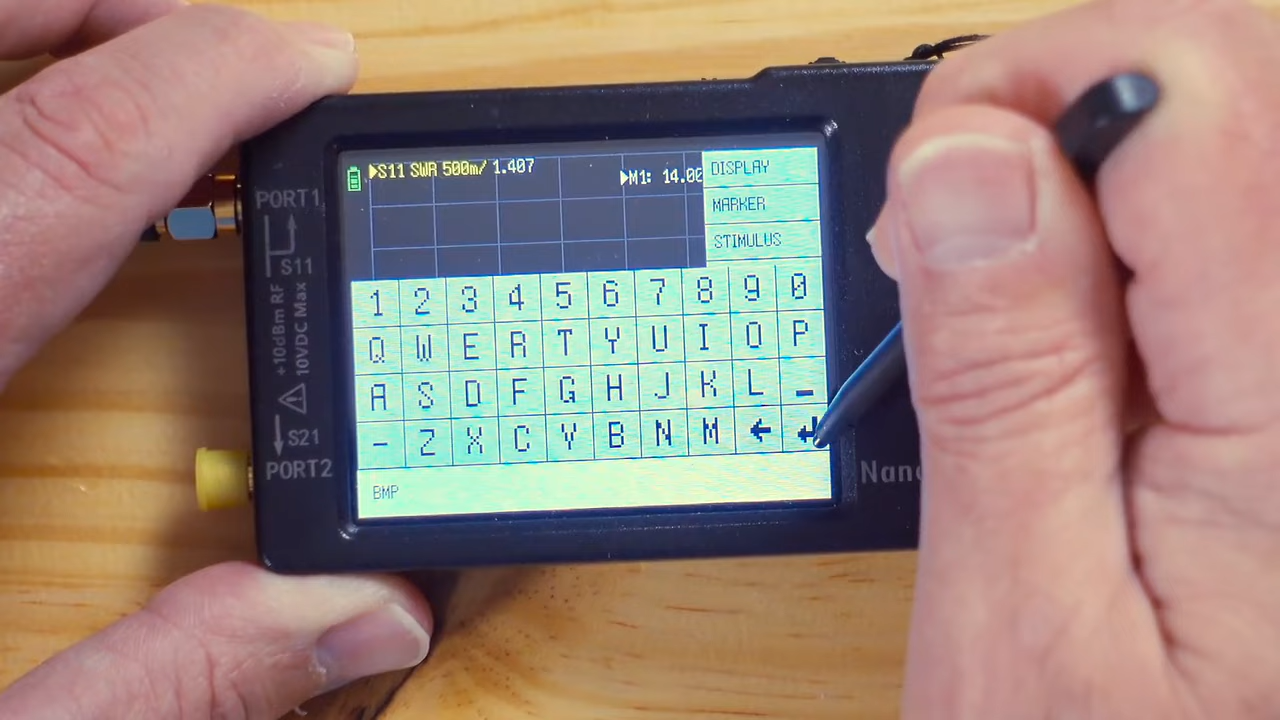 S11 SWR 500m/ 1.407
M1: 14.00
DISPLAY
MARKER
STIMULUS
1 2 3 4 5 6 7 8 9 0
Q W E R T Y U I O P
A S D F G H J K L _
- Z X C V B N M ← ↵
BMP
PORT1
S11
+10dBm RF
10VDC Max
S21
PORT2
Nano